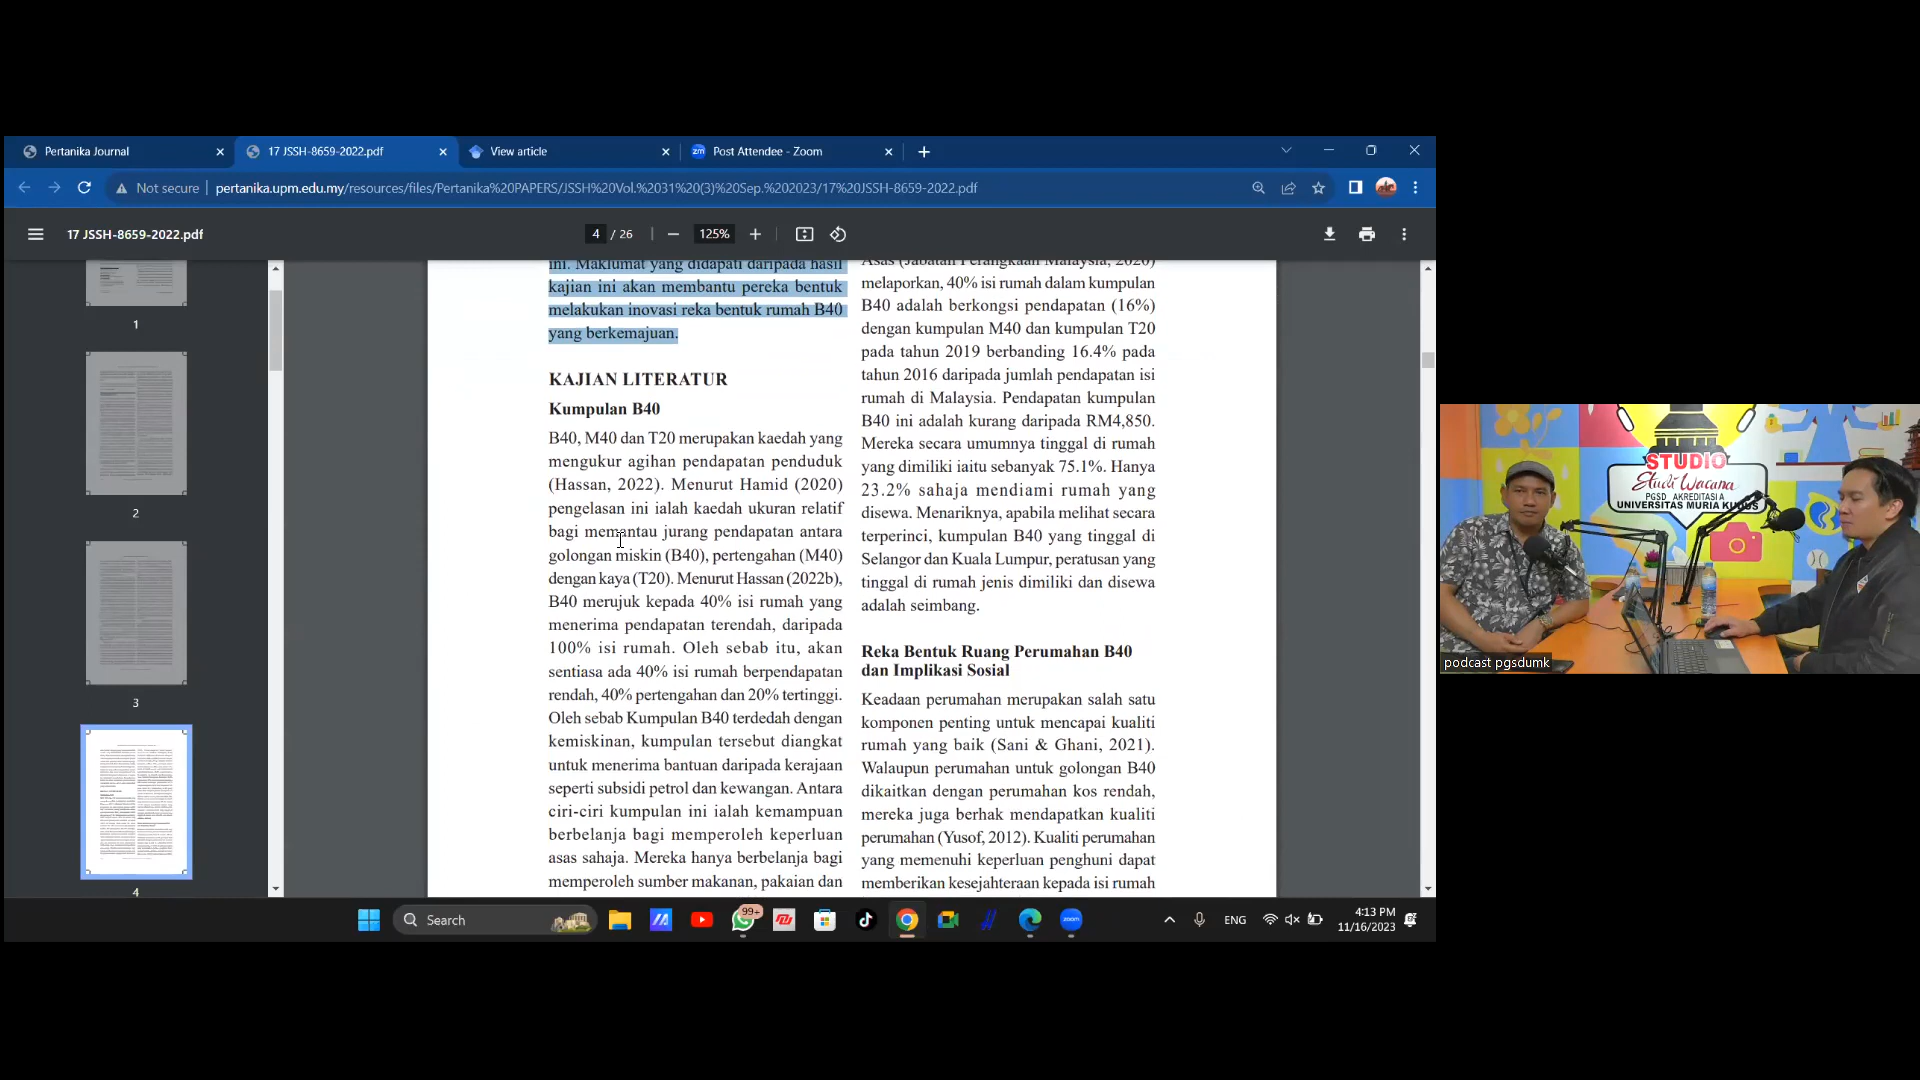 Pertanika Journal
17 JSSH-8659-2022.pdf
View article
Post Attendee - Zoom
Not secure
pertanika.upm.edu.my/resources/files/Pertanika%20PAPERS/JSSH%20Vol.%2031%20(3)%20Sep.%202023/17%20JSSH-8659-2022.pdf
17 JSSH-8659-2022.pdf
4 / 26
125%
1
2
3
4
ini. Maklumat yang didapati daripada hasil
kajian ini akan membantu pereka bentuk
melakukan inovasi reka bentuk rumah B40
yang berkemajuan.
KAJIAN LITERATUR
Kumpulan B40
B40, M40 dan T20 merupakan kaedah yang
mengukur agihan pendapatan penduduk
(Hassan, 2022). Menurut Hamid (2020)
pengelasan ini ialah kaedah ukuran relatif
bagi memantau jurang pendapatan antara
golongan miskin (B40), pertengahan (M40)
dengan kaya (T20). Menurut Hassan (2022b),
B40 merujuk kepada 40% isi rumah yang
menerima pendapatan terendah, daripada
100% isi rumah. Oleh sebab itu, akan
sentiasa ada 40% isi rumah berpendapatan
rendah, 40% pertengahan dan 20% tertinggi.
Oleh sebab Kumpulan B40 terdedah dengan
kemiskinan, kumpulan tersebut diangkat
untuk menerima bantuan daripada kerajaan
seperti subsidi petrol dan kewangan. Antara
ciri-ciri kumpulan ini ialah kemampuan
berbelanja bagi memperoleh keperluan
asas sahaja. Mereka hanya berbelanja bagi
memperoleh sumber makanan, pakaian dan
Asas (Jabatan Perangkaan Malaysia, 2020)
melaporkan, 40% isi rumah dalam kumpulan
B40 adalah berkongsi pendapatan (16%)
dengan kumpulan M40 dan kumpulan T20
pada tahun 2019 berbanding 16.4% pada
tahun 2016 daripada jumlah pendapatan isi
rumah di Malaysia. Pendapatan kumpulan
B40 ini adalah kurang daripada RM4,850.
Mereka secara umumnya tinggal di rumah
yang dimiliki iaitu sebanyak 75.1%. Hanya
23.2% sahaja mendiami rumah yang
disewa. Menariknya, apabila melihat secara
terperinci, kumpulan B40 yang tinggal di
Selangor dan Kuala Lumpur, peratusan yang
tinggal di rumah jenis dimiliki dan disewa
adalah seimbang.
Reka Bentuk Ruang Perumahan B40
dan Implikasi Sosial
Keadaan perumahan merupakan salah satu
komponen penting untuk mencapai kualiti
rumah yang baik (Sani & Ghani, 2021).
Walaupun perumahan untuk golongan B40
dikaitkan dengan perumahan kos rendah,
mereka juga berhak mendapatkan kualiti
perumahan (Yusof, 2012). Kualiti perumahan
yang memenuhi keperluan penghuni dapat
memberikan kesejahteraan kepada isi rumah
STUDIO
Studi Wacana
PGSD AKREDITASI A
UNIVERSITAS MURIA KUDUS
podcast pgsdumk
Search
99+
zoom
ENG
4:13 PM
11/16/2023